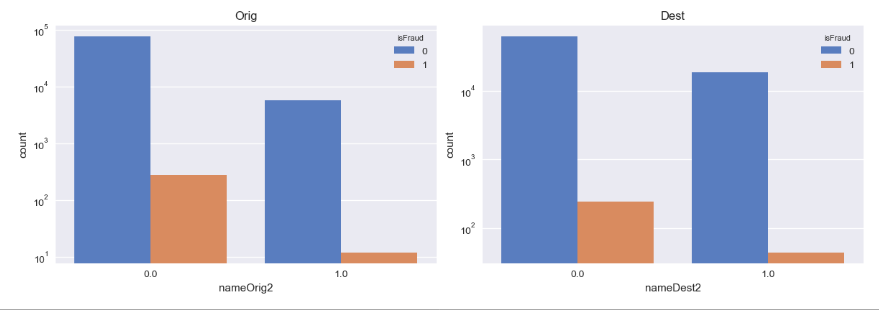 Orig
isFraud
0
1
10^5
10^4
10^3
10^2
10^1
count
0.0
1.0
nameOrig2
Dest
isFraud
0
1
10^4
10^3
10^2
count
0.0
1.0
nameDest2